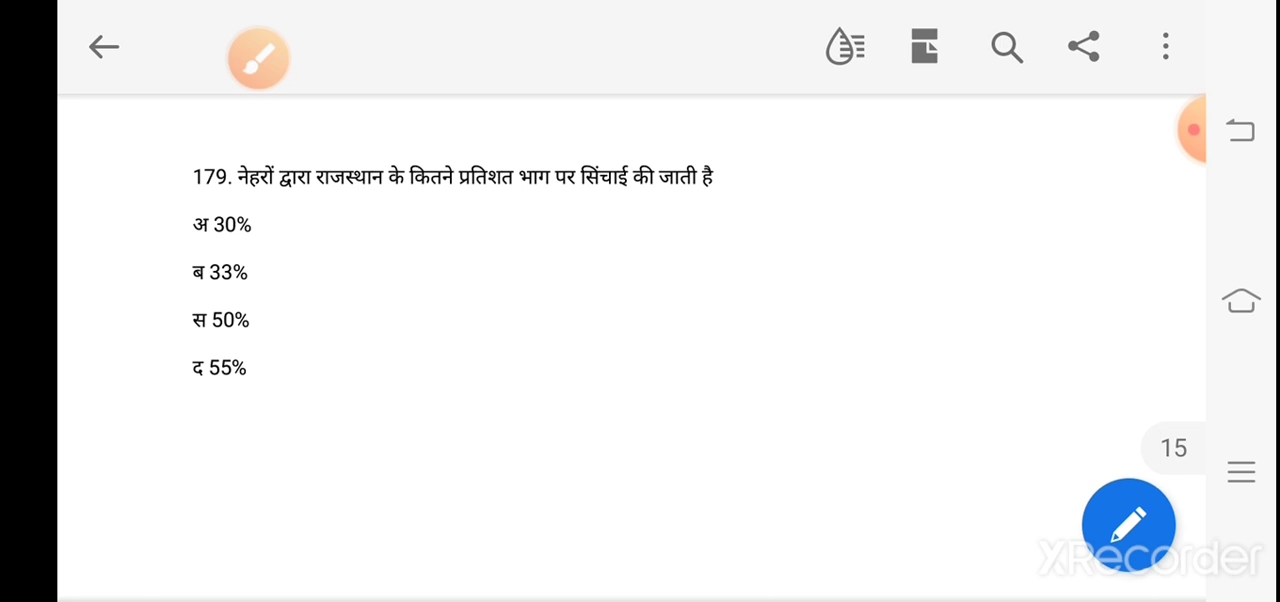 179. नेहरों द्वारा राजस्थान के कितने प्रतिशत भाग पर सिंचाई की जाती है
अ 30%
ब 33%
स 50%
द 55%
15
XRecorder